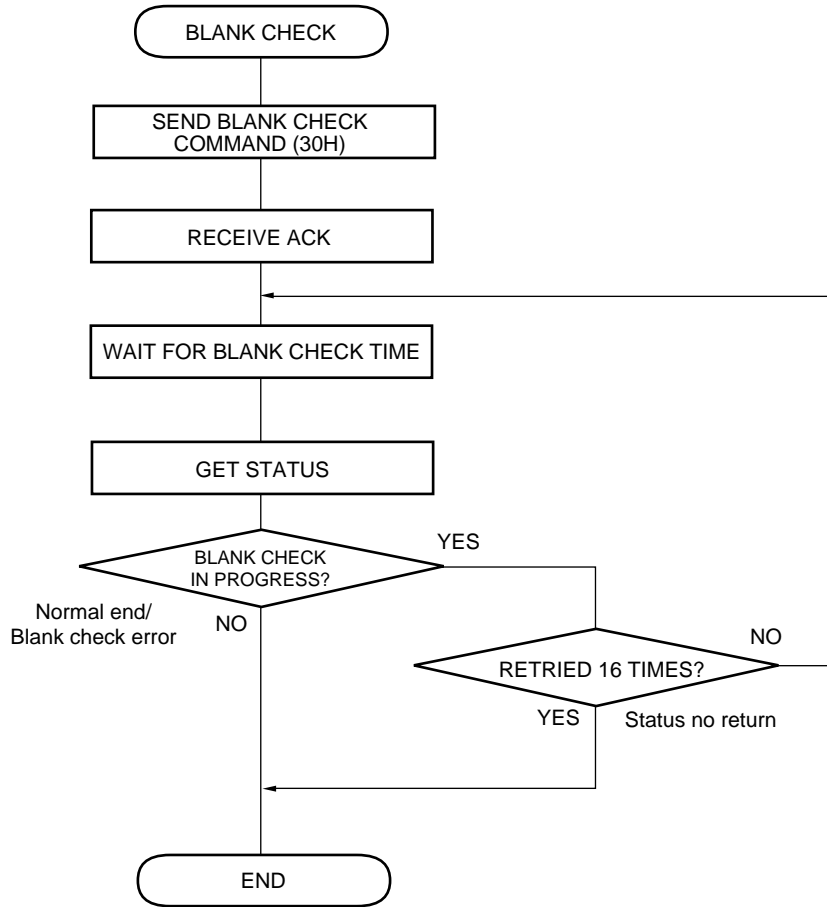 BLANK CHECK
SEND BLANK CHECK
COMMAND (30H)
RECEIVE ACK
WAIT FOR BLANK CHECK TIME
GET STATUS
BLANK CHECK
IN PROGRESS?
YES
Normal end/
Blank check error
NO
RETRIED 16 TIMES?
NO
YES
Status no return
END